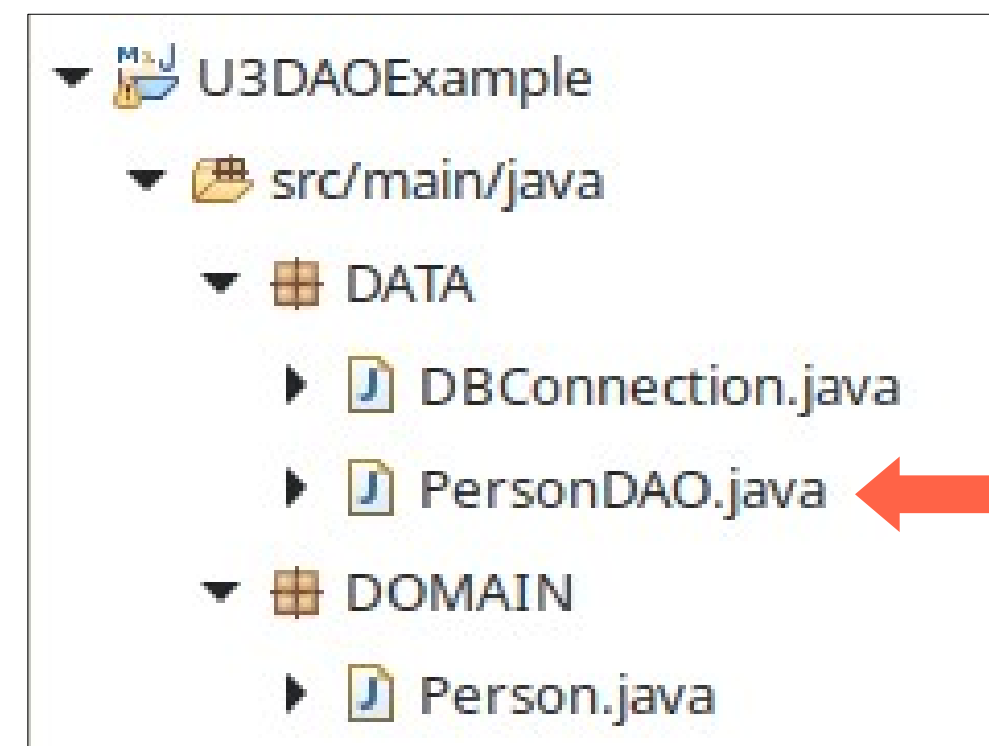 U3DAOExample
src/main/java
DATA
DBConnection.java
PersonDAO.java
DOMAIN
Person.java